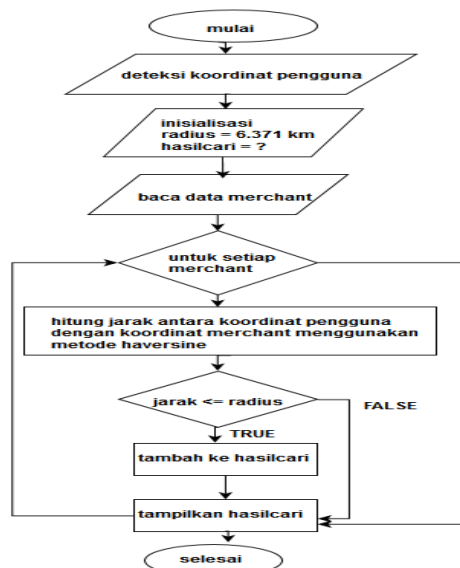 mulai
deteksi koordinat pengguna
inisialisasi
radius = 6.371 km
hasilcari = ?
baca data merchant
untuk setiap
merchant
hitung jarak antara koordinat pengguna
dengan koordinat merchant menggunakan
metode haversine
jarak <= radius
FALSE
TRUE
tambah ke hasilcari
tampilkan hasilcari
selesai